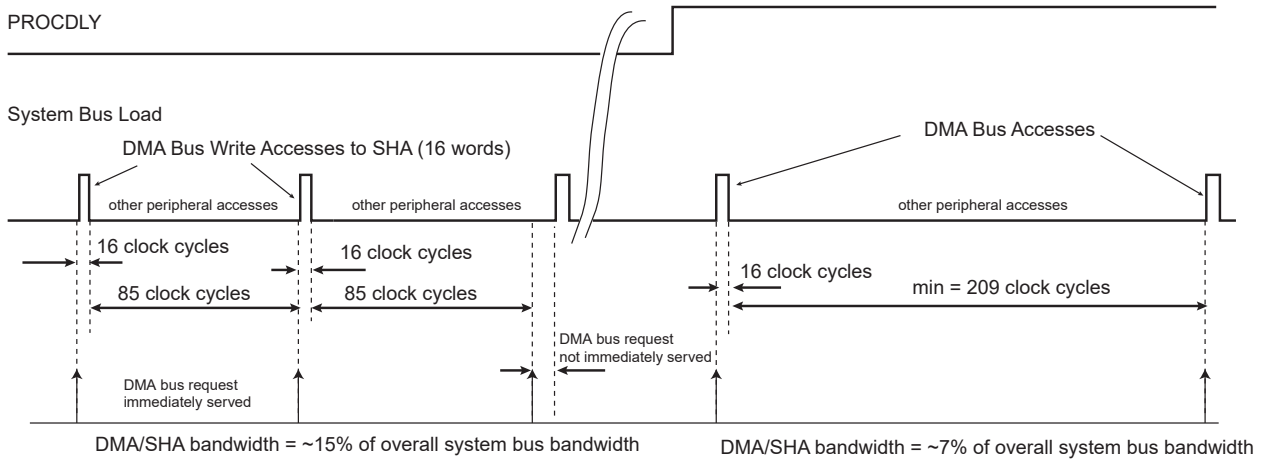 PROCDLY
System Bus Load
DMA Bus Write Accesses to SHA (16 words)
DMA Bus Accesses
other peripheral accesses
other peripheral accesses
other peripheral accesses
16 clock cycles
16 clock cycles
16 clock cycles
85 clock cycles
85 clock cycles
min = 209 clock cycles
DMA bus request
not immediately served
DMA bus request
immediately served
DMA/SHA bandwidth = ~15% of overall system bus bandwidth
DMA/SHA bandwidth = ~7% of overall system bus bandwidth